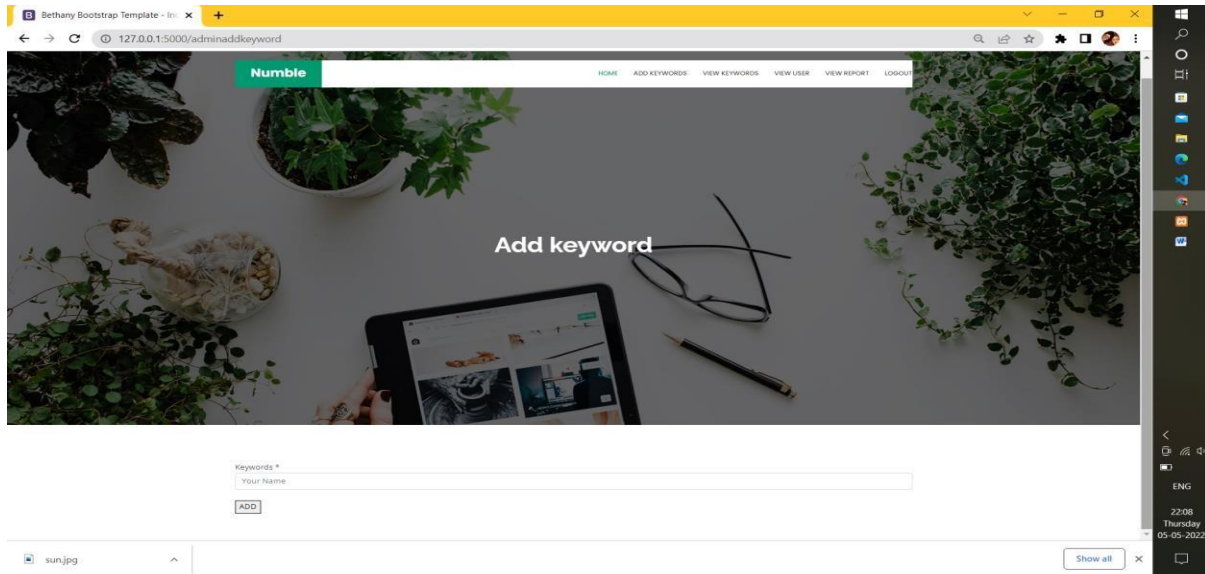 Bethany Bootstrap Template - In
127.0.0.1:5000/adminaddkeyword
Numble
HOME ADD KEYWORDS VIEW KEYWORDS VIEW USER VIEW REPORT LOGOUT
Add keyword
Keywords *
Your Name
ADD
sun.jpg
Show all
ENG
22:08
Thursday
05-05-2022